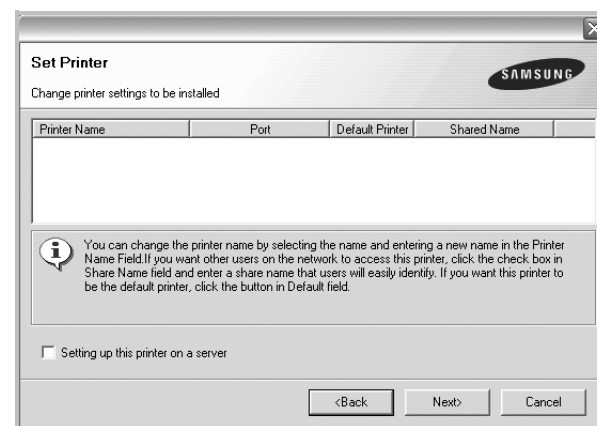 Set Printer
SAMSUNG
Change printer settings to be installed
Printer Name Port Default Printer Shared Name
You can change the printer name by selecting the name and entering a new name in the Printer
Name Field.If you want other users on the network to access this printer, click the check box in
Share Name field and enter a share name that users will easily identify. If you want this printer to
be the default printer, click the button in Default field.
Setting up this printer on a server
<Back Next> Cancel